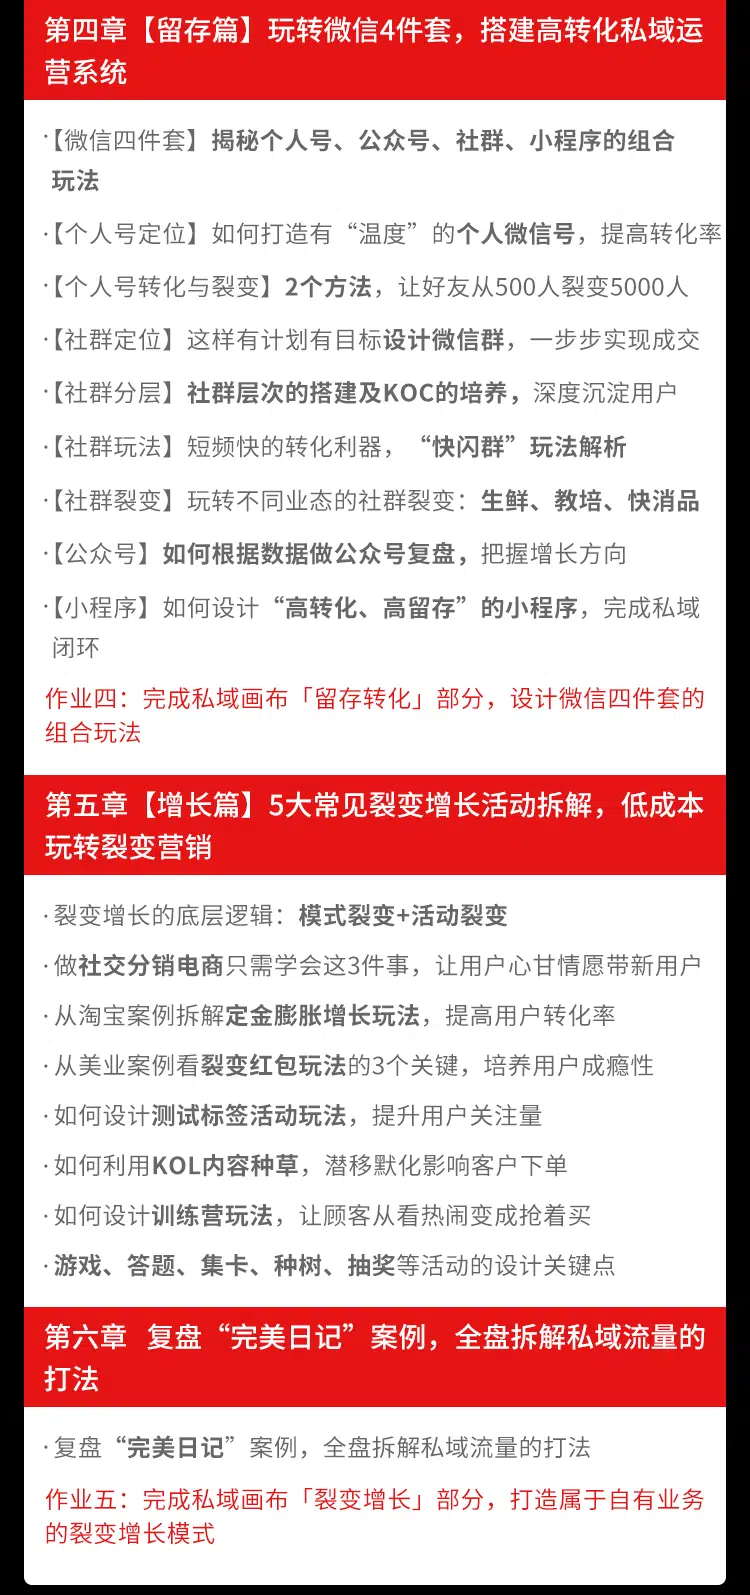 第四章【留存篇】玩转微信4件套，搭建高转化私域运
营系统
·【微信四件套】揭秘个人号、公众号、社群、小程序的组合
玩法
·【个人号定位】如何打造有“温度”的个人微信号，提高转化率
·【个人号转化与裂变】2个方法，让好友从500人裂变5000人
·【社群定位】这样有计划有目标设计微信群，一步步实现成交
·【社群分层】社群层次的搭建及KOC的培养，深度沉淀用户
·【社群玩法】短频快的转化利器，“快闪群”玩法解析
·【社群裂变】玩转不同业态的社群裂变：生鲜、教培、快消品
·【公众号】如何根据数据做公众号复盘，把握增长方向
·【小程序】如何设计“高转化、高留存”的小程序，完成私域
闭环
作业四：完成私域画布「留存转化」部分，设计微信四件套的
组合玩法
第五章【增长篇】5大常见裂变增长活动拆解，低成本
玩转裂变营销
·裂变增长的底层逻辑：模式裂变+活动裂变
·做社交分销电商只需学会这3件事，让用户心甘情愿带新用户
·从淘宝案例拆解定金膨胀增长玩法，提高用户转化率
·从美业案例看裂变红包玩法的3个关键，培养用户成瘾性
·如何设计测试标签活动玩法，提升用户关注量
·如何利用KOL内容种草，潜移默化影响客户下单
·如何设计训练营玩法，让顾客从看热闹变成抢着买
·游戏、答题、集卡、种树、抽奖等活动的设计关键点
第六章 复盘“完美日记”案例，全盘拆解私域流量的
打法
·复盘“完美日记”案例，全盘拆解私域流量的打法
作业五：完成私域画布「裂变增长」部分，打造属于自有业务
的裂变增长模式